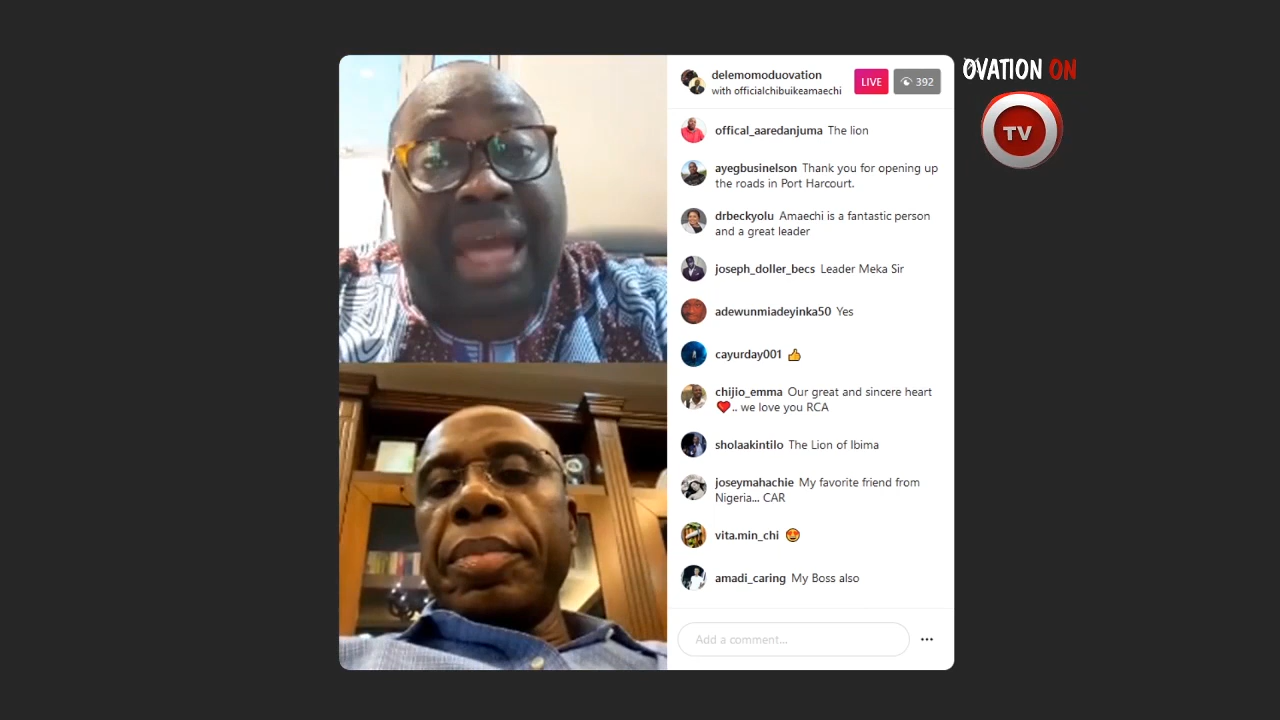 OVATION ON
TV
delemomoduovation
with officialchibuikeamaechi
LIVE
392
offical_aaredanjuma The lion
ayegbusinelson Thank you for opening up
the roads in Port Harcourt.
drbeckyolu Amaechi is a fantastic person
and a great leader
joseph_doller_becs Leader Meka Sir
adewunmiadeyinka50 Yes
cayurday001 👍
chijio_emma Our great and sincere heart
❤️.. we love you RCA
sholaakintilo The Lion of Ibima
joseymahachie My favorite friend from
Nigeria... CAR
vita.min_chi 😍
amadi_caring My Boss also
Add a comment...